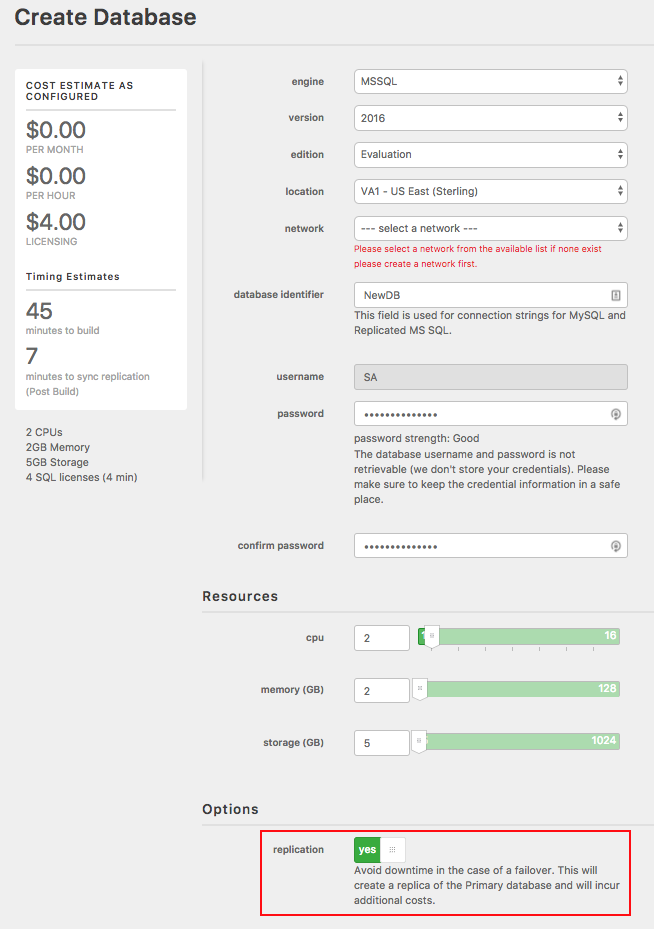 Create Database
COST ESTIMATE AS
CONFIGURED
$0.00
PER MONTH
$0.00
PER HOUR
$4.00
LICENSING
Timing Estimates
45
minutes to build
7
minutes to sync replication
(Post Build)
2 CPUs
2GB Memory
5GB Storage
4 SQL licenses (4 min)
engine MSSQL
version 2016
edition Evaluation
location VA1 - US East (Sterling)
network --- select a network ---
Please select a network from the available list if none exist
please create a network first.
database identifier NewDB
This field is used for connection strings for MySQL and
Replicated MS SQL.
username SA
password ••••••••••••••
password strength: Good
The database username and password is not
retrievable (we don't store your credentials). Please
make sure to keep the credential information in a safe
place.
confirm password ••••••••••••••
Resources
cpu 2 16
memory (GB) 2 128
storage (GB) 5 1024
Options
replication yes
Avoid downtime in the case of a failover. This will
create a replica of the Primary database and will incur
additional costs.